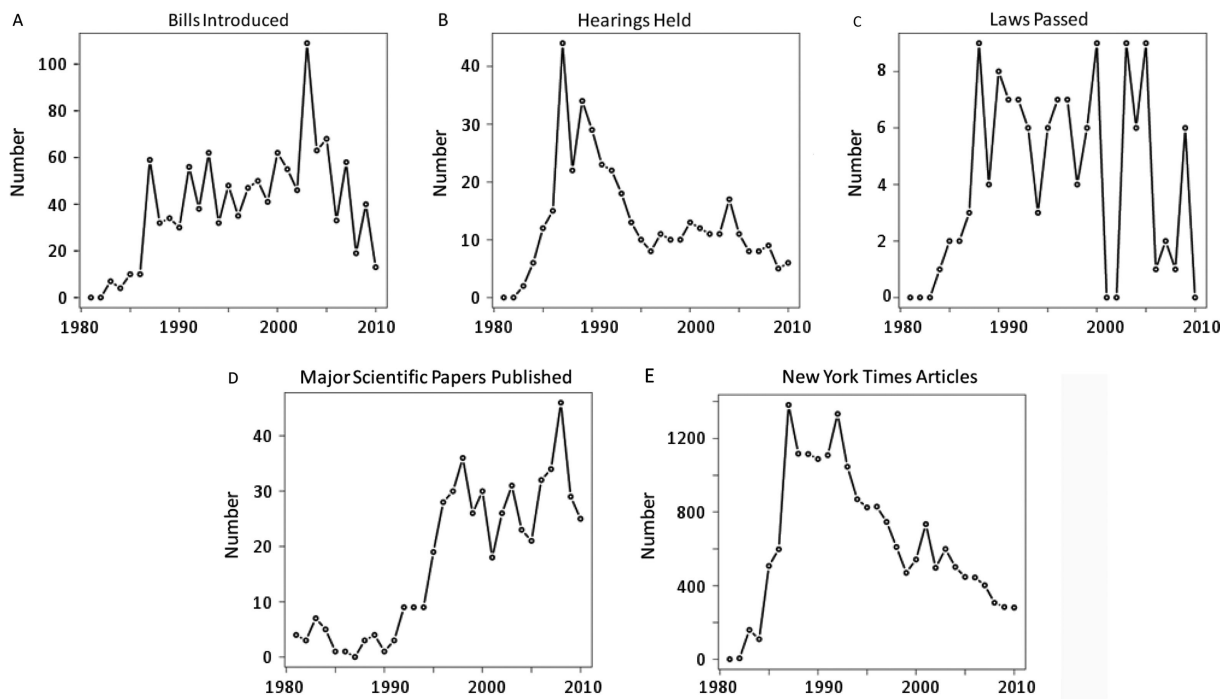 A Bills Introduced
Number
100
80
60
40
20
0
1980 1990 2000 2010
B Hearings Held
Number
40
30
20
10
0
1980 1990 2000 2010
C Laws Passed
Number
8
6
4
2
0
1980 1990 2000 2010
D Major Scientific Papers Published
Number
40
30
20
10
0
1980 1990 2000 2010
E New York Times Articles
Number
1200
800
400
0
1980 1990 2000 2010